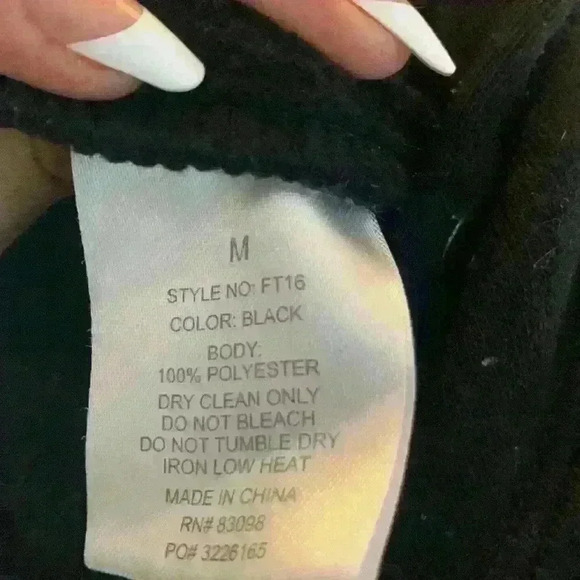 M
STYLE NO: FT16
COLOR: BLACK
BODY:
100% POLYESTER
DRY CLEAN ONLY
DO NOT BLEACH
DO NOT TUMBLE DRY
IRON LOW HEAT
MADE IN CHINA
RN# 83098
PO# 3226165